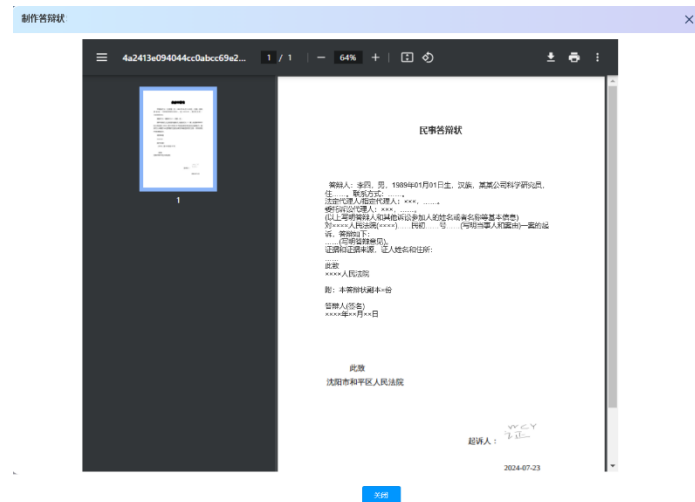 制作答辩状
4a2413e094044cc0abcc69e2...
1 / 1
64%
1
民事答辩状
答辩人：李四，男，1989年01月01日生，汉族，某某公司科学研究员，
住……。联系方式：……。
法定代理人/指定代理人：×××，……。
委托诉讼代理人：×××，……。
(以上写明答辩人和其他诉讼参加人的姓名或者名称等基本信息)
对××××人民法院(××××)……民初……号……(写明当事人和案由)一案的起
诉，答辩如下：
……(写明答辩意见)。
证据和证据来源，证人姓名和住所：
……
此致
××××人民法院
附：本答辩状副本×份
答辩人(签名)
××××年××月××日
此致
沈阳市和平区人民法院
起诉人：
2024-07-23
关闭